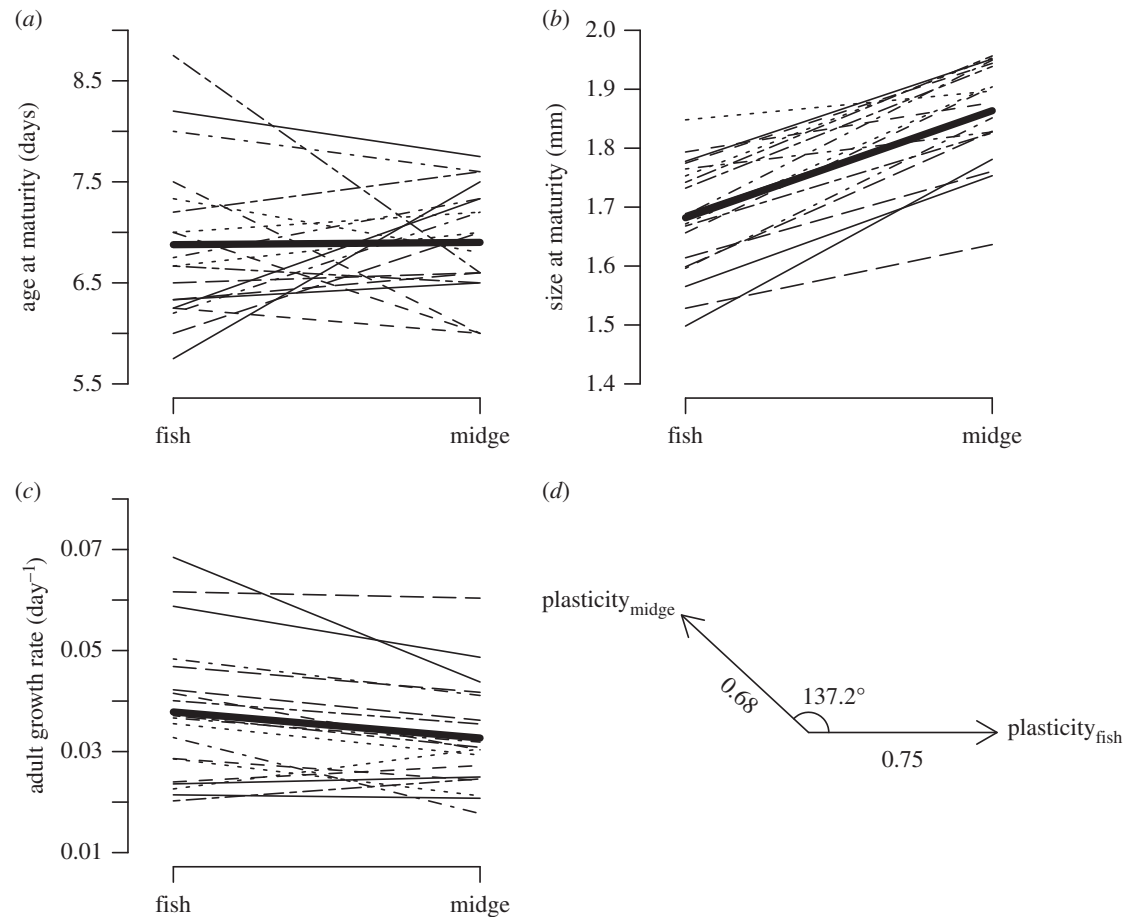 (a)
age at maturity (days)
8.5
7.5
6.5
5.5
fish
midge
(b)
size at maturity (mm)
2.0
1.9
1.8
1.7
1.6
1.5
1.4
fish
midge
(c)
adult growth rate (day⁻¹)
0.07
0.05
0.03
0.01
fish
midge
(d)
plasticity_midge
0.68
137.2°
plasticity_fish
0.75